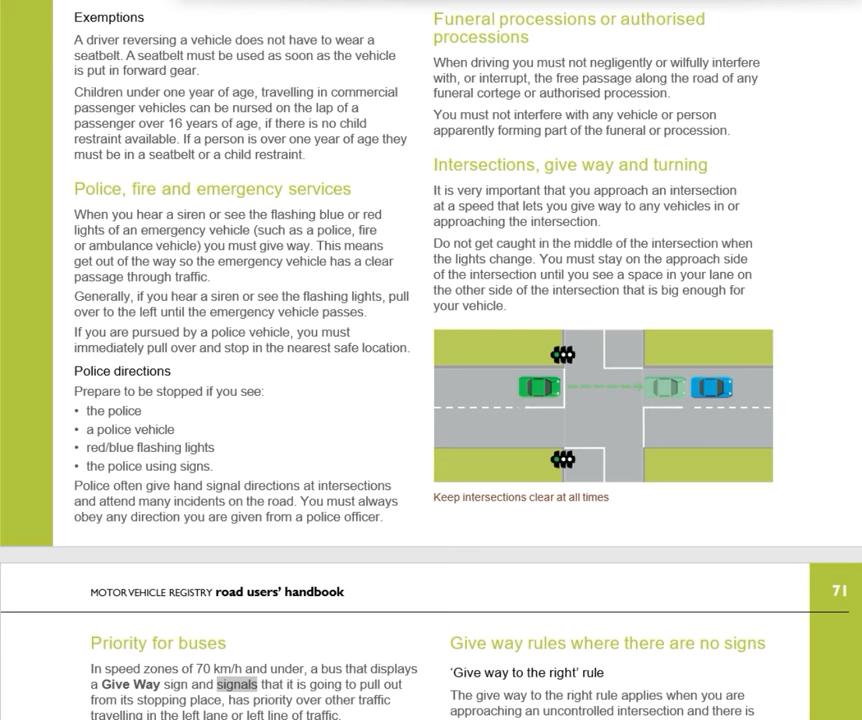 Exemptions
A driver reversing a vehicle does not have to wear a
seatbelt. A seatbelt must be used as soon as the vehicle
is put in forward gear.
Children under one year of age, travelling in commercial
passenger vehicles can be nursed on the lap of a
passenger over 16 years of age, if there is no child
restraint available. If a person is over one year of age they
must be in a seatbelt or a child restraint.
Police, fire and emergency services
When you hear a siren or see the flashing blue or red
lights of an emergency vehicle (such as a police, fire
or ambulance vehicle) you must give way. This means
get out of the way so the emergency vehicle has a clear
passage through traffic.
Generally, if you hear a siren or see the flashing lights, pull
over to the left until the emergency vehicle passes.
If you are pursued by a police vehicle, you must
immediately pull over and stop in the nearest safe location.
Police directions
Prepare to be stopped if you see:
• the police
• a police vehicle
• red/blue flashing lights
• the police using signs.
Police often give hand signal directions at intersections
and attend many incidents on the road. You must always
obey any direction you are given from a police officer.
Funeral processions or authorised
processions
When driving you must not negligently or wilfully interfere
with, or interrupt, the free passage along the road of any
funeral cortege or authorised procession.
You must not interfere with any vehicle or person
apparently forming part of the funeral or procession.
Intersections, give way and turning
It is very important that you approach an intersection
at a speed that lets you give way to any vehicles in or
approaching the intersection.
Do not get caught in the middle of the intersection when
the lights change. You must stay on the approach side
of the intersection until you see a space in your lane on
the other side of the intersection that is big enough for
your vehicle.
Keep intersections clear at all times
MOTOR VEHICLE REGISTRY road users' handbook
71
Priority for buses
In speed zones of 70 km/h and under, a bus that displays
a Give Way sign and signals that it is going to pull out
from its stopping place, has priority over other traffic
travelling in the left lane or left line of traffic.
Give way rules where there are no signs
'Give way to the right' rule
The give way to the right rule applies when you are
approaching an uncontrolled intersection and there is